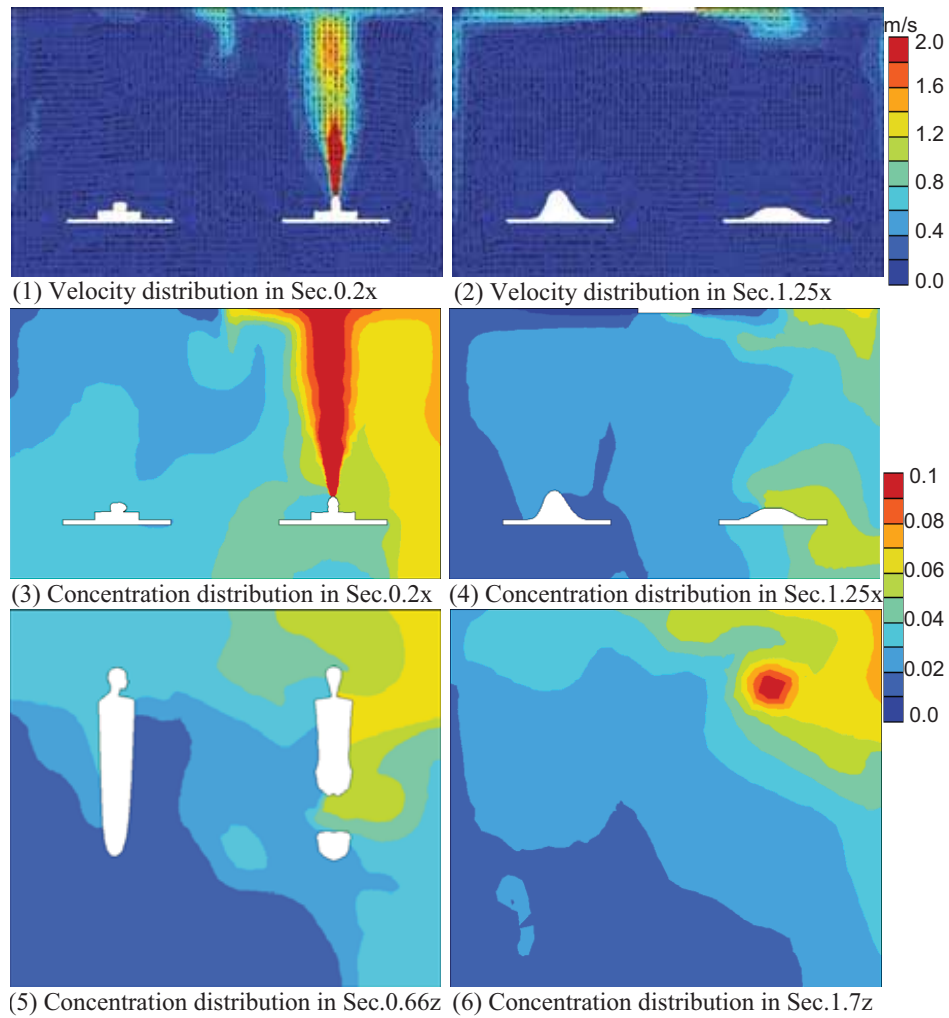 m/s
2.0
1.6
1.2
0.8
0.4
0.0
(1) Velocity distribution in Sec.0.2x
(2) Velocity distribution in Sec.1.25x
0.1
0.08
0.06
0.04
0.02
0.0
(3) Concentration distribution in Sec.0.2x
(4) Concentration distribution in Sec.1.25x
(5) Concentration distribution in Sec.0.66z
(6) Concentration distribution in Sec.1.7z